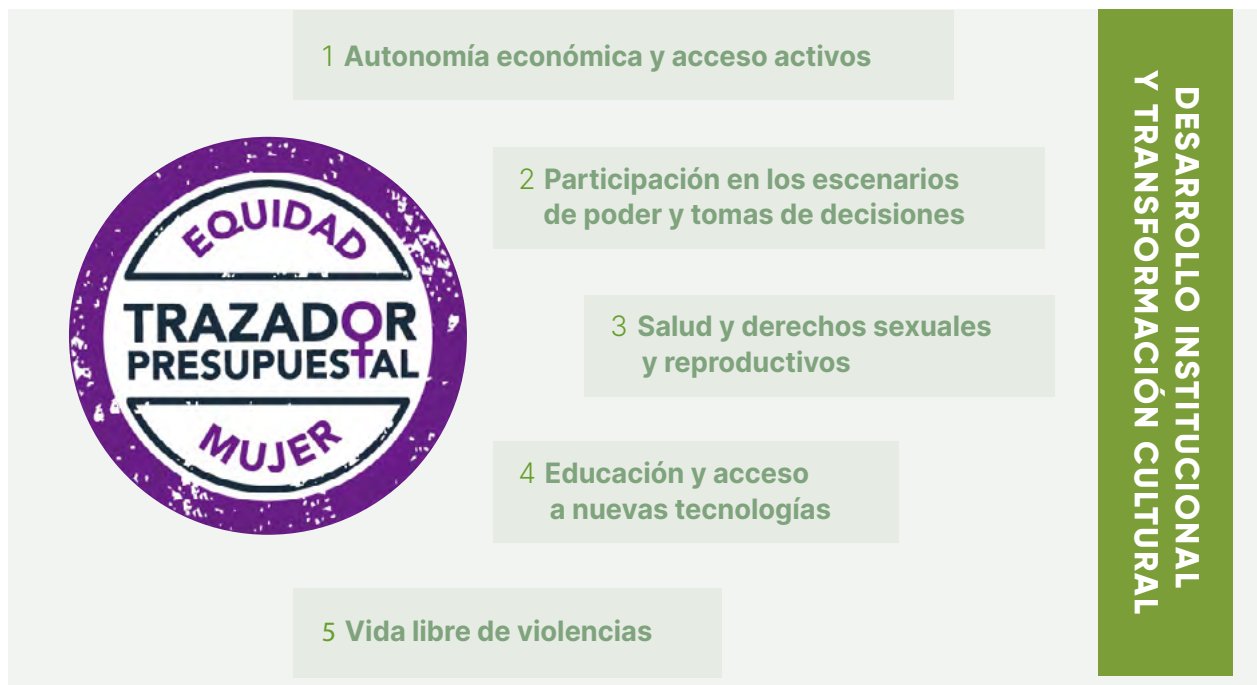 1 Autonomía económica y acceso activos
EQUIDAD
TRAZADOR
PRESUPUESTAL
MUJER
2 Participación en los escenarios
de poder y tomas de decisiones
3 Salud y derechos sexuales
y reproductivos
4 Educación y acceso
a nuevas tecnologías
5 Vida libre de violencias
DESARROLLO INSTITUCIONAL
Y TRANSFORMACIÓN CULTURAL